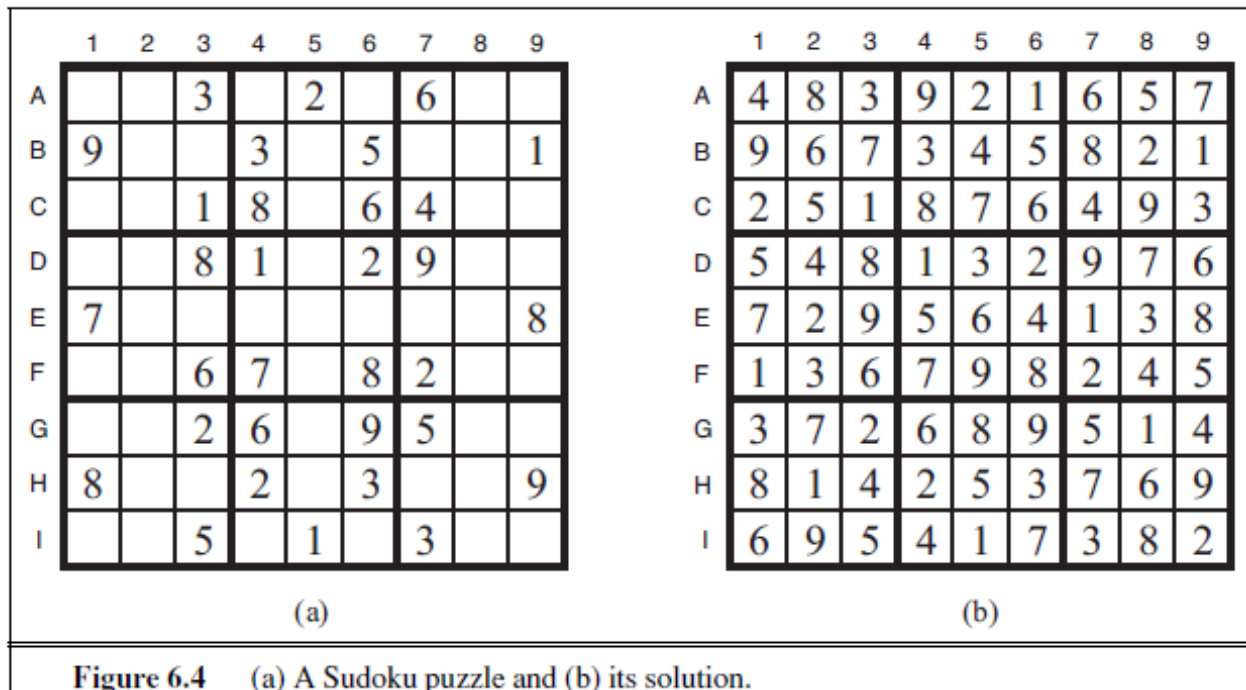 1 2 3 4 5 6 7 8 9
A 3 2 6
B 9 3 5 1
C 1 8 6 4
D 8 1 2 9
E 7 8
F 6 7 8 2
G 2 6 9 5
H 8 2 3 9
I 5 1 3
(a)
1 2 3 4 5 6 7 8 9
A 4 8 3 9 2 1 6 5 7
B 9 6 7 3 4 5 8 2 1
C 2 5 1 8 7 6 4 9 3
D 5 4 8 1 3 2 9 7 6
E 7 2 9 5 6 4 1 3 8
F 1 3 6 7 9 8 2 4 5
G 3 7 2 6 8 9 5 1 4
H 8 1 4 2 5 3 7 6 9
I 6 9 5 4 1 7 3 8 2
(b)
Figure 6.4 (a) A Sudoku puzzle and (b) its solution.